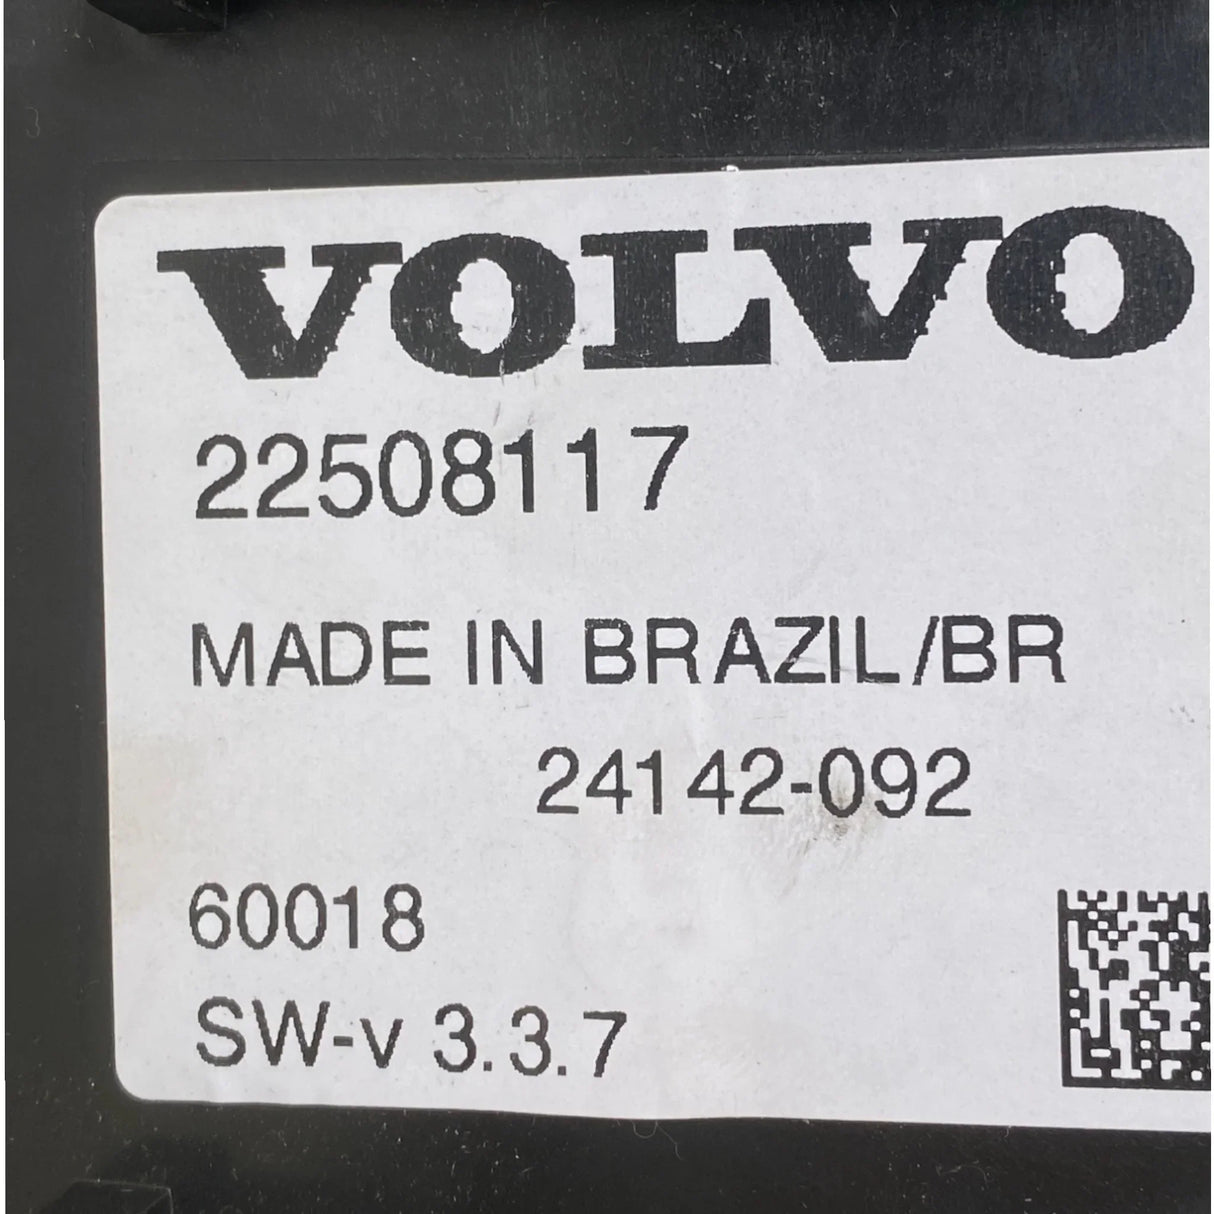 VOLVO
22508117
MADE IN BRAZIL/BR
24142-092
60018
SW-v 3.3.7